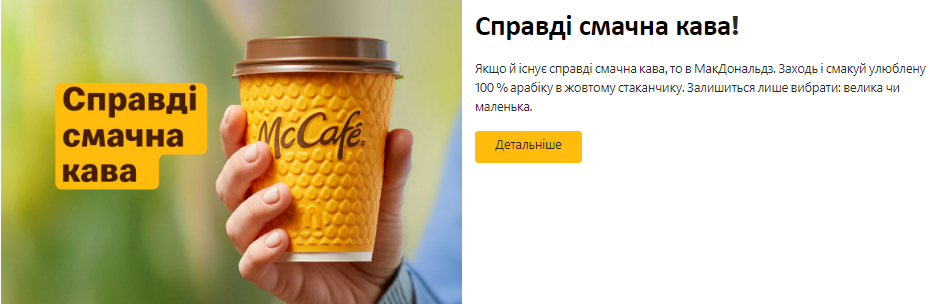 Справді
смачна
кава
McCafé®
Справді смачна кава!
Якщо й існує справді смачна кава, то в МакДональдз. Заходь і смакуй улюблену
100 % арабіку в жовтому стаканчику. Залишиться лише вибрати: велика чи
маленька.
Детальніше